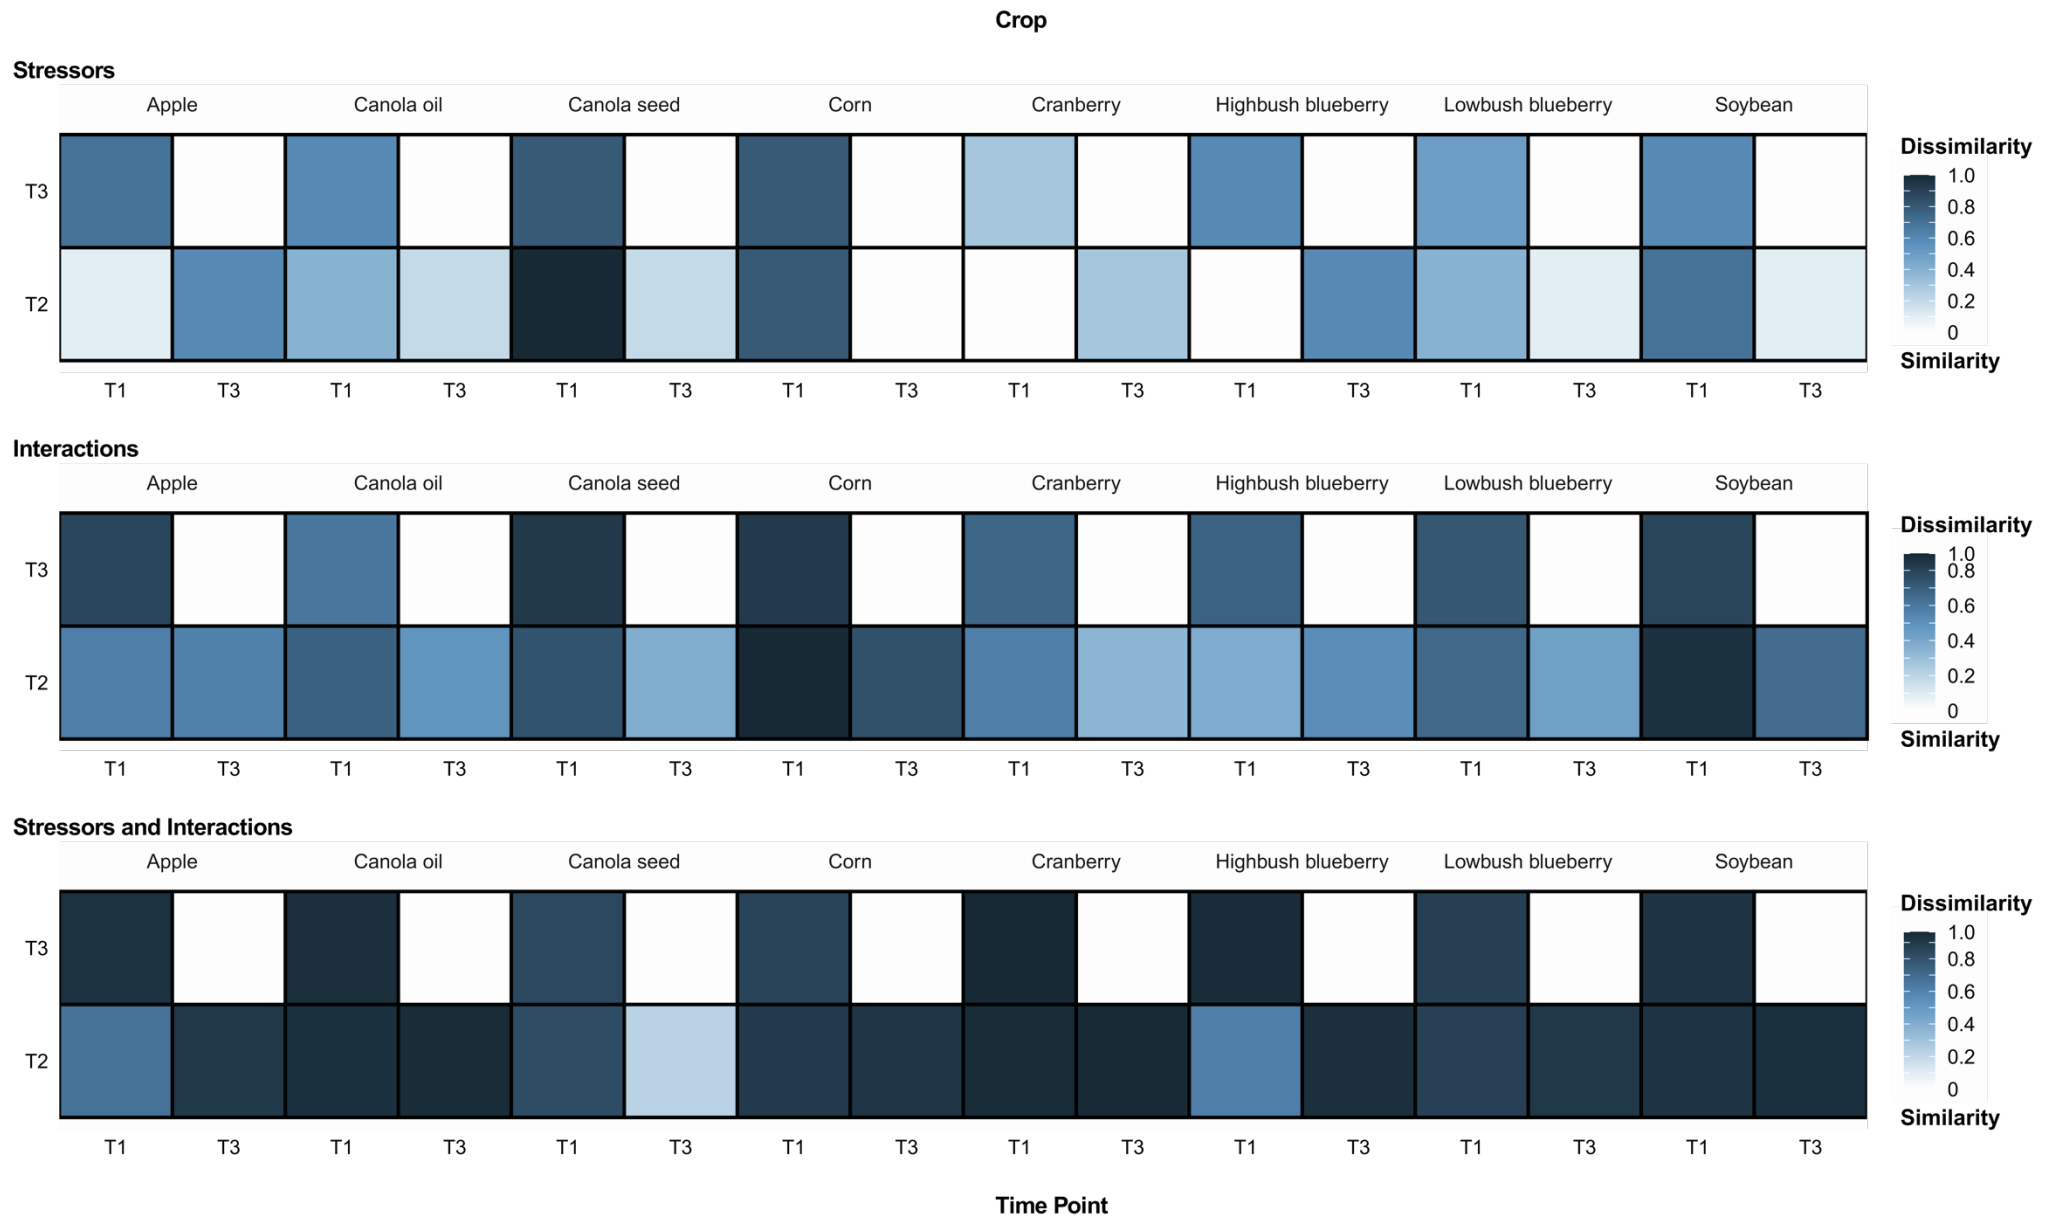 Crop
Stressors
Apple Canola oil Canola seed Corn Cranberry Highbush blueberry Lowbush blueberry Soybean
T3
T2
T1 T3 T1 T3 T1 T3 T1 T3 T1 T3 T1 T3 T1 T3 T1 T3
Dissimilarity
1.0
0.8
0.6
0.4
0.2
0
Similarity
Interactions
Apple Canola oil Canola seed Corn Cranberry Highbush blueberry Lowbush blueberry Soybean
T3
T2
T1 T3 T1 T3 T1 T3 T1 T3 T1 T3 T1 T3 T1 T3 T1 T3
Dissimilarity
1.0
0.8
0.6
0.4
0.2
0
Similarity
Stressors and Interactions
Apple Canola oil Canola seed Corn Cranberry Highbush blueberry Lowbush blueberry Soybean
T3
T2
T1 T3 T1 T3 T1 T3 T1 T3 T1 T3 T1 T3 T1 T3 T1 T3
Dissimilarity
1.0
0.8
0.6
0.4
0.2
0
Similarity
Time Point